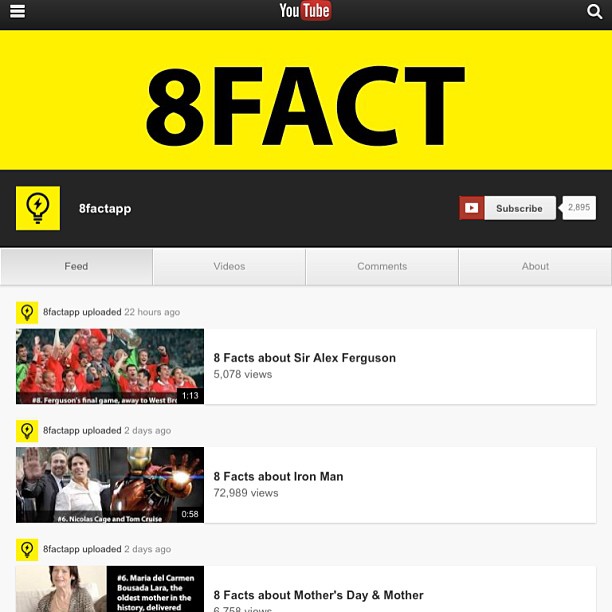 YouTube
8FACT
8factapp
Subscribe
2,895
Feed
Videos
Comments
About
8factapp uploaded 22 hours ago
#8. Ferguson's final game, away to West Br
1:13
8 Facts about Sir Alex Ferguson
5,078 views
8factapp uploaded 2 days ago
#6. Nicolas Cage and Tom Cruise
0:58
8 Facts about Iron Man
72,989 views
8factapp uploaded 2 days ago
#6. Maria del Carmen
Bousada Lara, the
oldest mother in the
history, delivered
8 Facts about Mother's Day & Mother
6,758 views